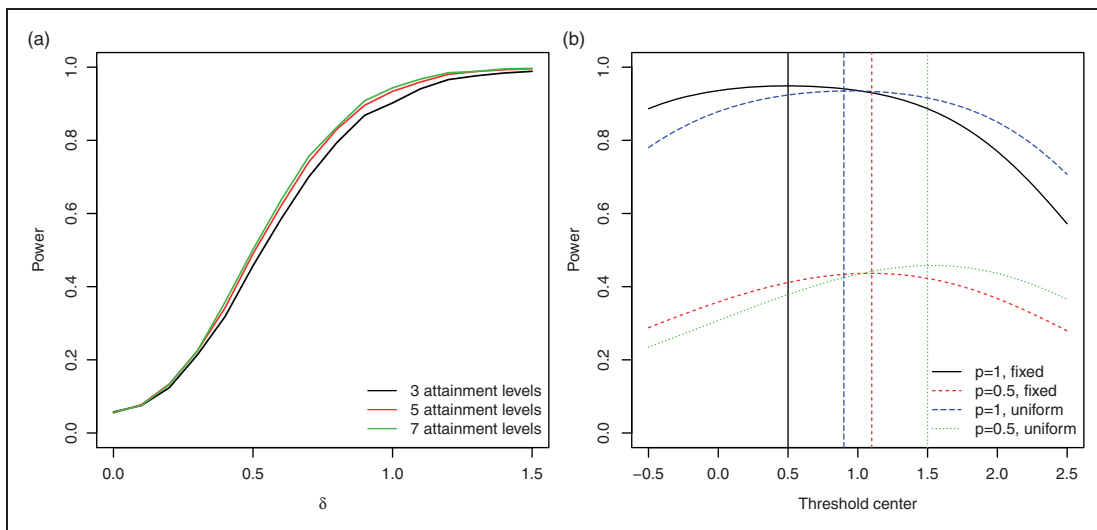 (a)
Power
1.0
0.8
0.6
0.4
0.2
0.0
3 attainment levels
5 attainment levels
7 attainment levels
0.0 0.5 1.0 1.5
δ
(b)
Power
1.0
0.8
0.6
0.4
0.2
0.0
p=1, fixed
p=0.5, fixed
p=1, uniform
p=0.5, uniform
−0.5 0.0 0.5 1.0 1.5 2.0 2.5
Threshold center